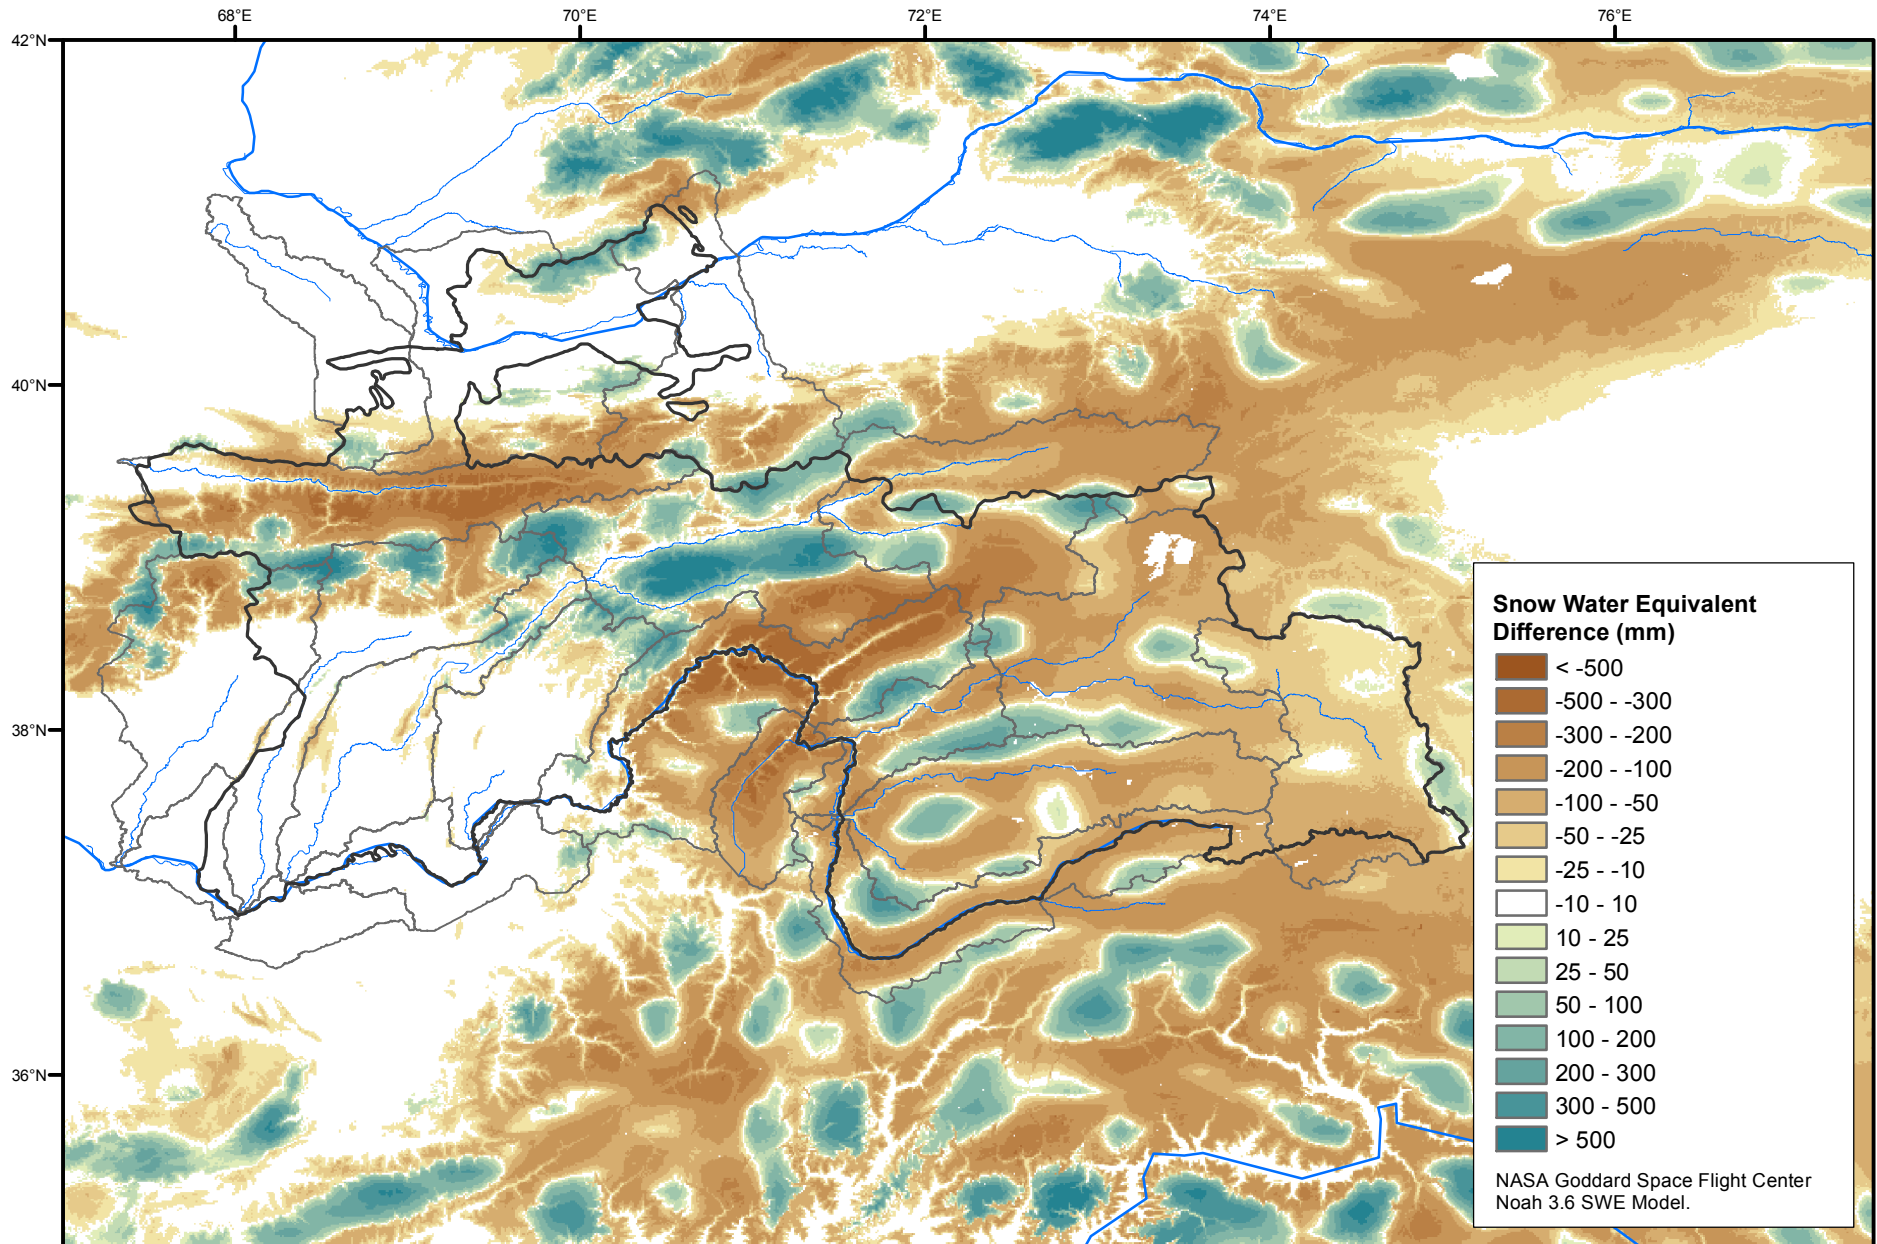 68°E 70°E 72°E 74°E 76°E
42°N
40°N
38°N
36°N
Snow Water Equivalent
Difference (mm)
< -500
-500 - -300
-300 - -200
-200 - -100
-100 - -50
-50 - -25
-25 - -10
-10 - 10
10 - 25
25 - 50
50 - 100
100 - 200
200 - 300
300 - 500
> 500
NASA Goddard Space Flight Center
Noah 3.6 SWE Model.